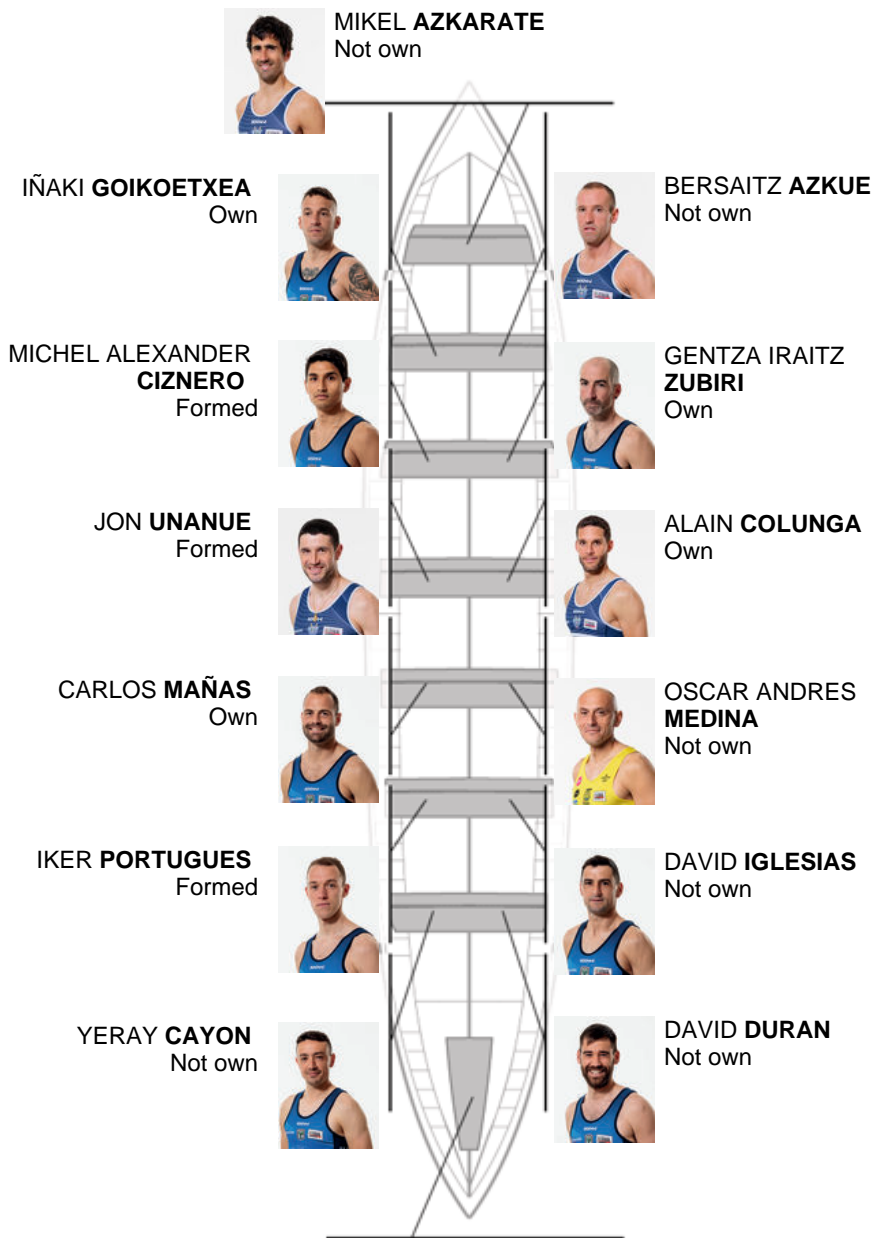 MIKEL AZKARATE
Not own
IÑAKI GOIKOETXEA
Own
BERSAITZ AZKUE
Not own
MICHEL ALEXANDER
CIZNERO
Formed
GENTZA IRAITZ
ZUBIRI
Own
JON UNANUE
Formed
ALAIN COLUNGA
Own
CARLOS MAÑAS
Own
OSCAR ANDRES
MEDINA
Not own
IKER PORTUGUES
Formed
DAVID IGLESIAS
Not own
YERAY CAYON
Not own
DAVID DURAN
Not own